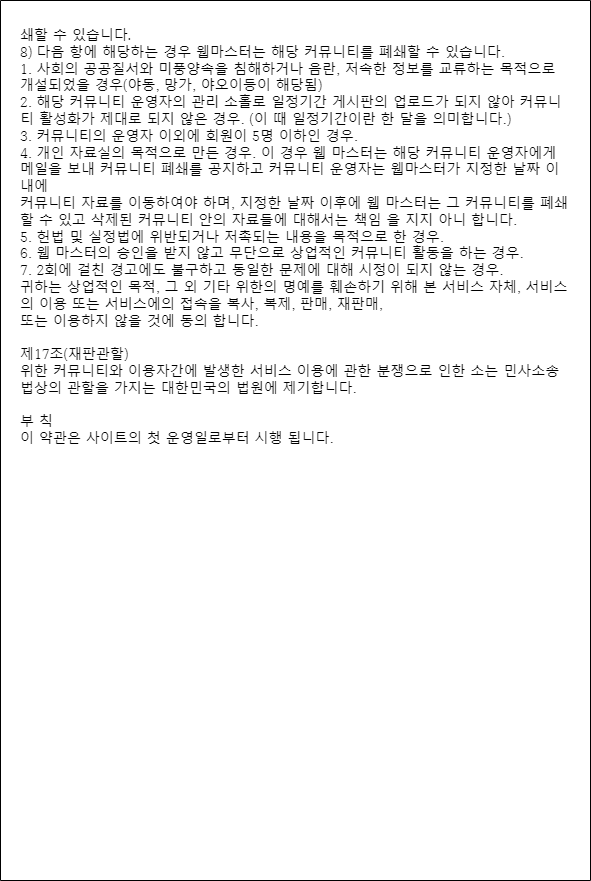 쇄할 수 있습니다.
8) 다음 항에 해당하는 경우 웹마스터는 해당 커뮤니티를 폐쇄할 수 있습니다.
1. 사회의 공공질서와 미풍양속을 침해하거나 음란, 저속한 정보를 교류하는 목적으로
개설되었을 경우(야동, 망가, 야오이등이 해당됨)
2. 해당 커뮤니티 운영자의 관리 소홀로 일정기간 게시판의 업로드가 되지 않아 커뮤니
티 활성화가 제대로 되지 않은 경우. (이 때 일정기간이란 한 달을 의미합니다.)
3. 커뮤니티의 운영자 이외에 회원이 5명 이하인 경우.
4. 개인 자료실의 목적으로 만든 경우. 이 경우 웹 마스터는 해당 커뮤니티 운영자에게
메일을 보내 커뮤니티 폐쇄를 공지하고 커뮤니티 운영자는 웹마스터가 지정한 날짜 이
내에
커뮤니티 자료를 이동하여야 하며, 지정한 날짜 이후에 웹 마스터는 그 커뮤니티를 폐쇄
할 수 있고 삭제된 커뮤니티 안의 자료들에 대해서는 책임 을 지지 아니 합니다.
5. 헌법 및 실정법에 위반되거나 저촉되는 내용을 목적으로 한 경우.
6. 웹 마스터의 승인을 받지 않고 무단으로 상업적인 커뮤니티 활동을 하는 경우.
7. 2회에 걸친 경고에도 불구하고 동일한 문제에 대해 시정이 되지 않는 경우.
귀하는 상업적인 목적, 그 외 기타 위한의 명예를 훼손하기 위해 본 서비스 자체, 서비스
의 이용 또는 서비스에의 접속을 복사, 복제, 판매, 재판매,
또는 이용하지 않을 것에 동의 합니다.
제17조(재판관할)
위한 커뮤니티와 이용자간에 발생한 서비스 이용에 관한 분쟁으로 인한 소는 민사소송
법상의 관할을 가지는 대한민국의 법원에 제기합니다.
부 칙
이 약관은 사이트의 첫 운영일로부터 시행 됩니다.